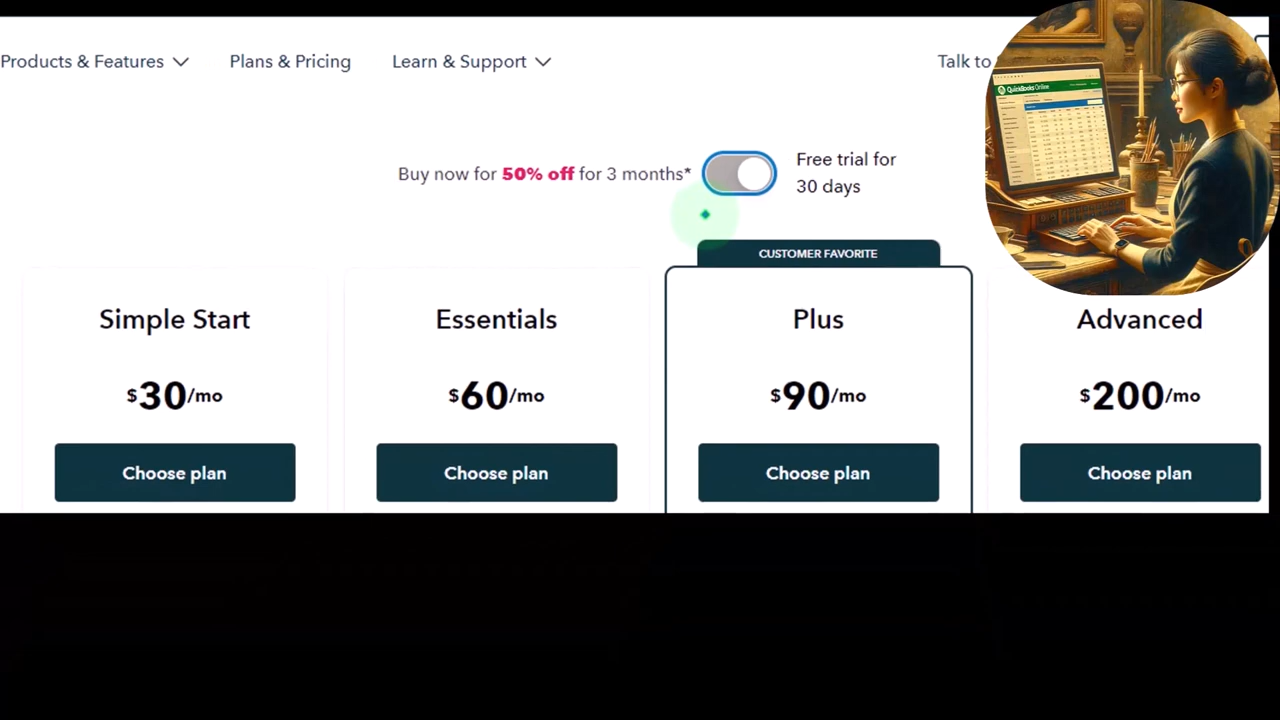 Products & Features
Plans & Pricing
Learn & Support
Talk to
QuickBooks Online
Buy now for 50% off for 3 months*
Free trial for
30 days
CUSTOMER FAVORITE
Simple Start
$30/mo
Choose plan
Essentials
$60/mo
Choose plan
Plus
$90/mo
Choose plan
Advanced
$200/mo
Choose plan